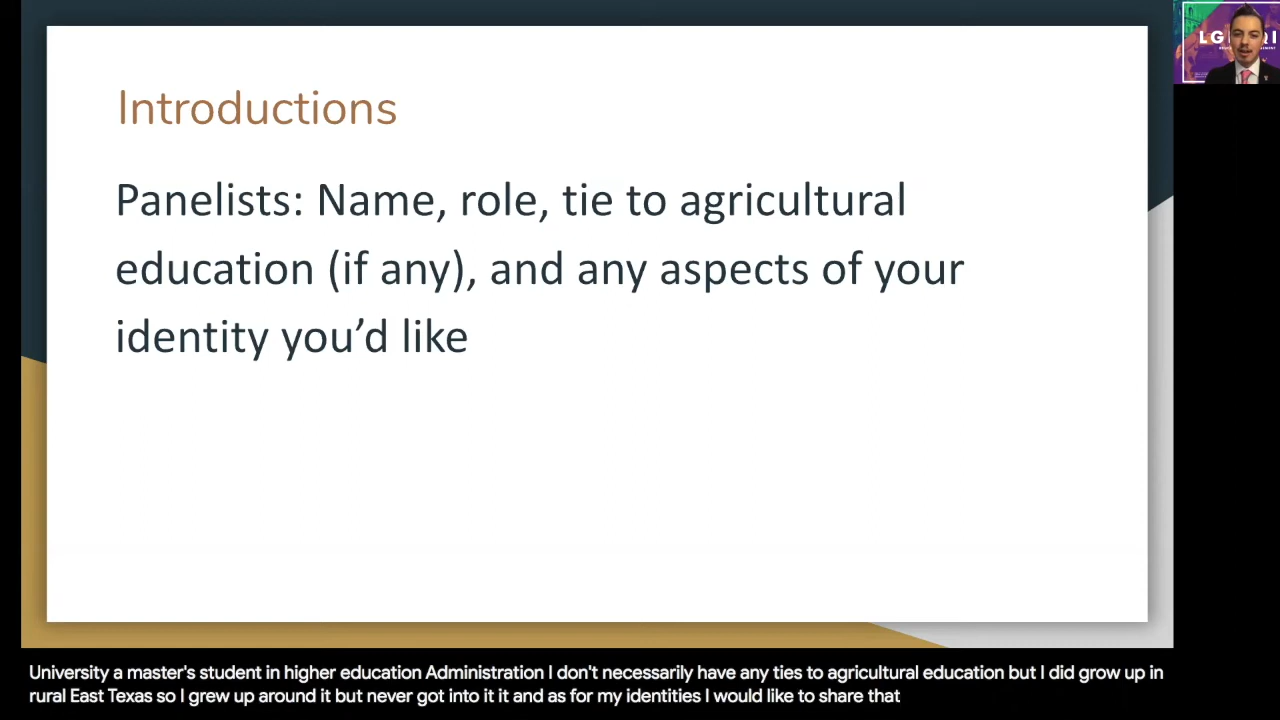 Introductions
Panelists: Name, role, tie to agricultural
education (if any), and any aspects of your
identity you’d like
University a master's student in higher education Administration I don't necessarily have any ties to agricultural education but I did grow up in
rural East Texas so I grew up around it but never got into it it and as for my identities I would like to share that